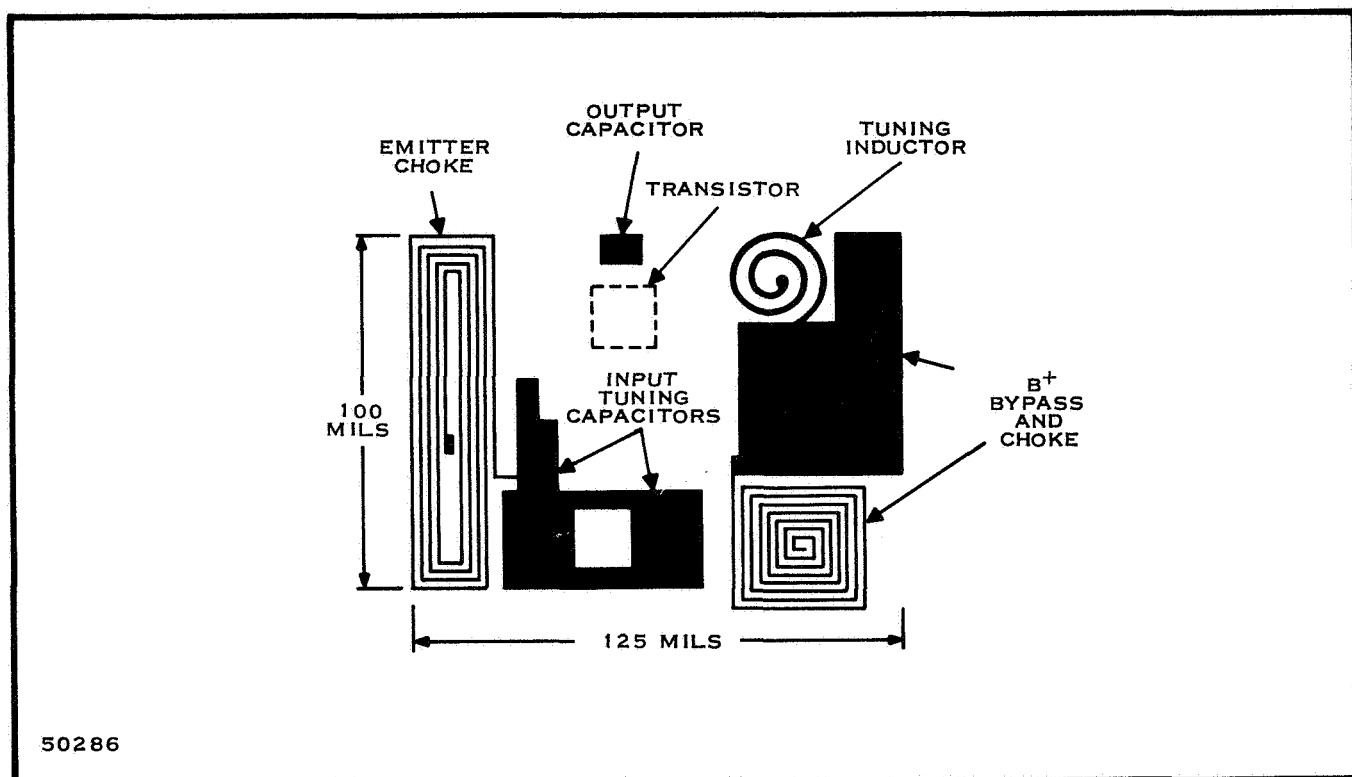 OUTPUT
CAPACITOR
TUNING
INDUCTOR
EMITTER
CHOKE
TRANSISTOR
INPUT
TUNING
CAPACITORS
B+
BYPASS
AND
CHOKE
100
MILS
125 MILS
50286